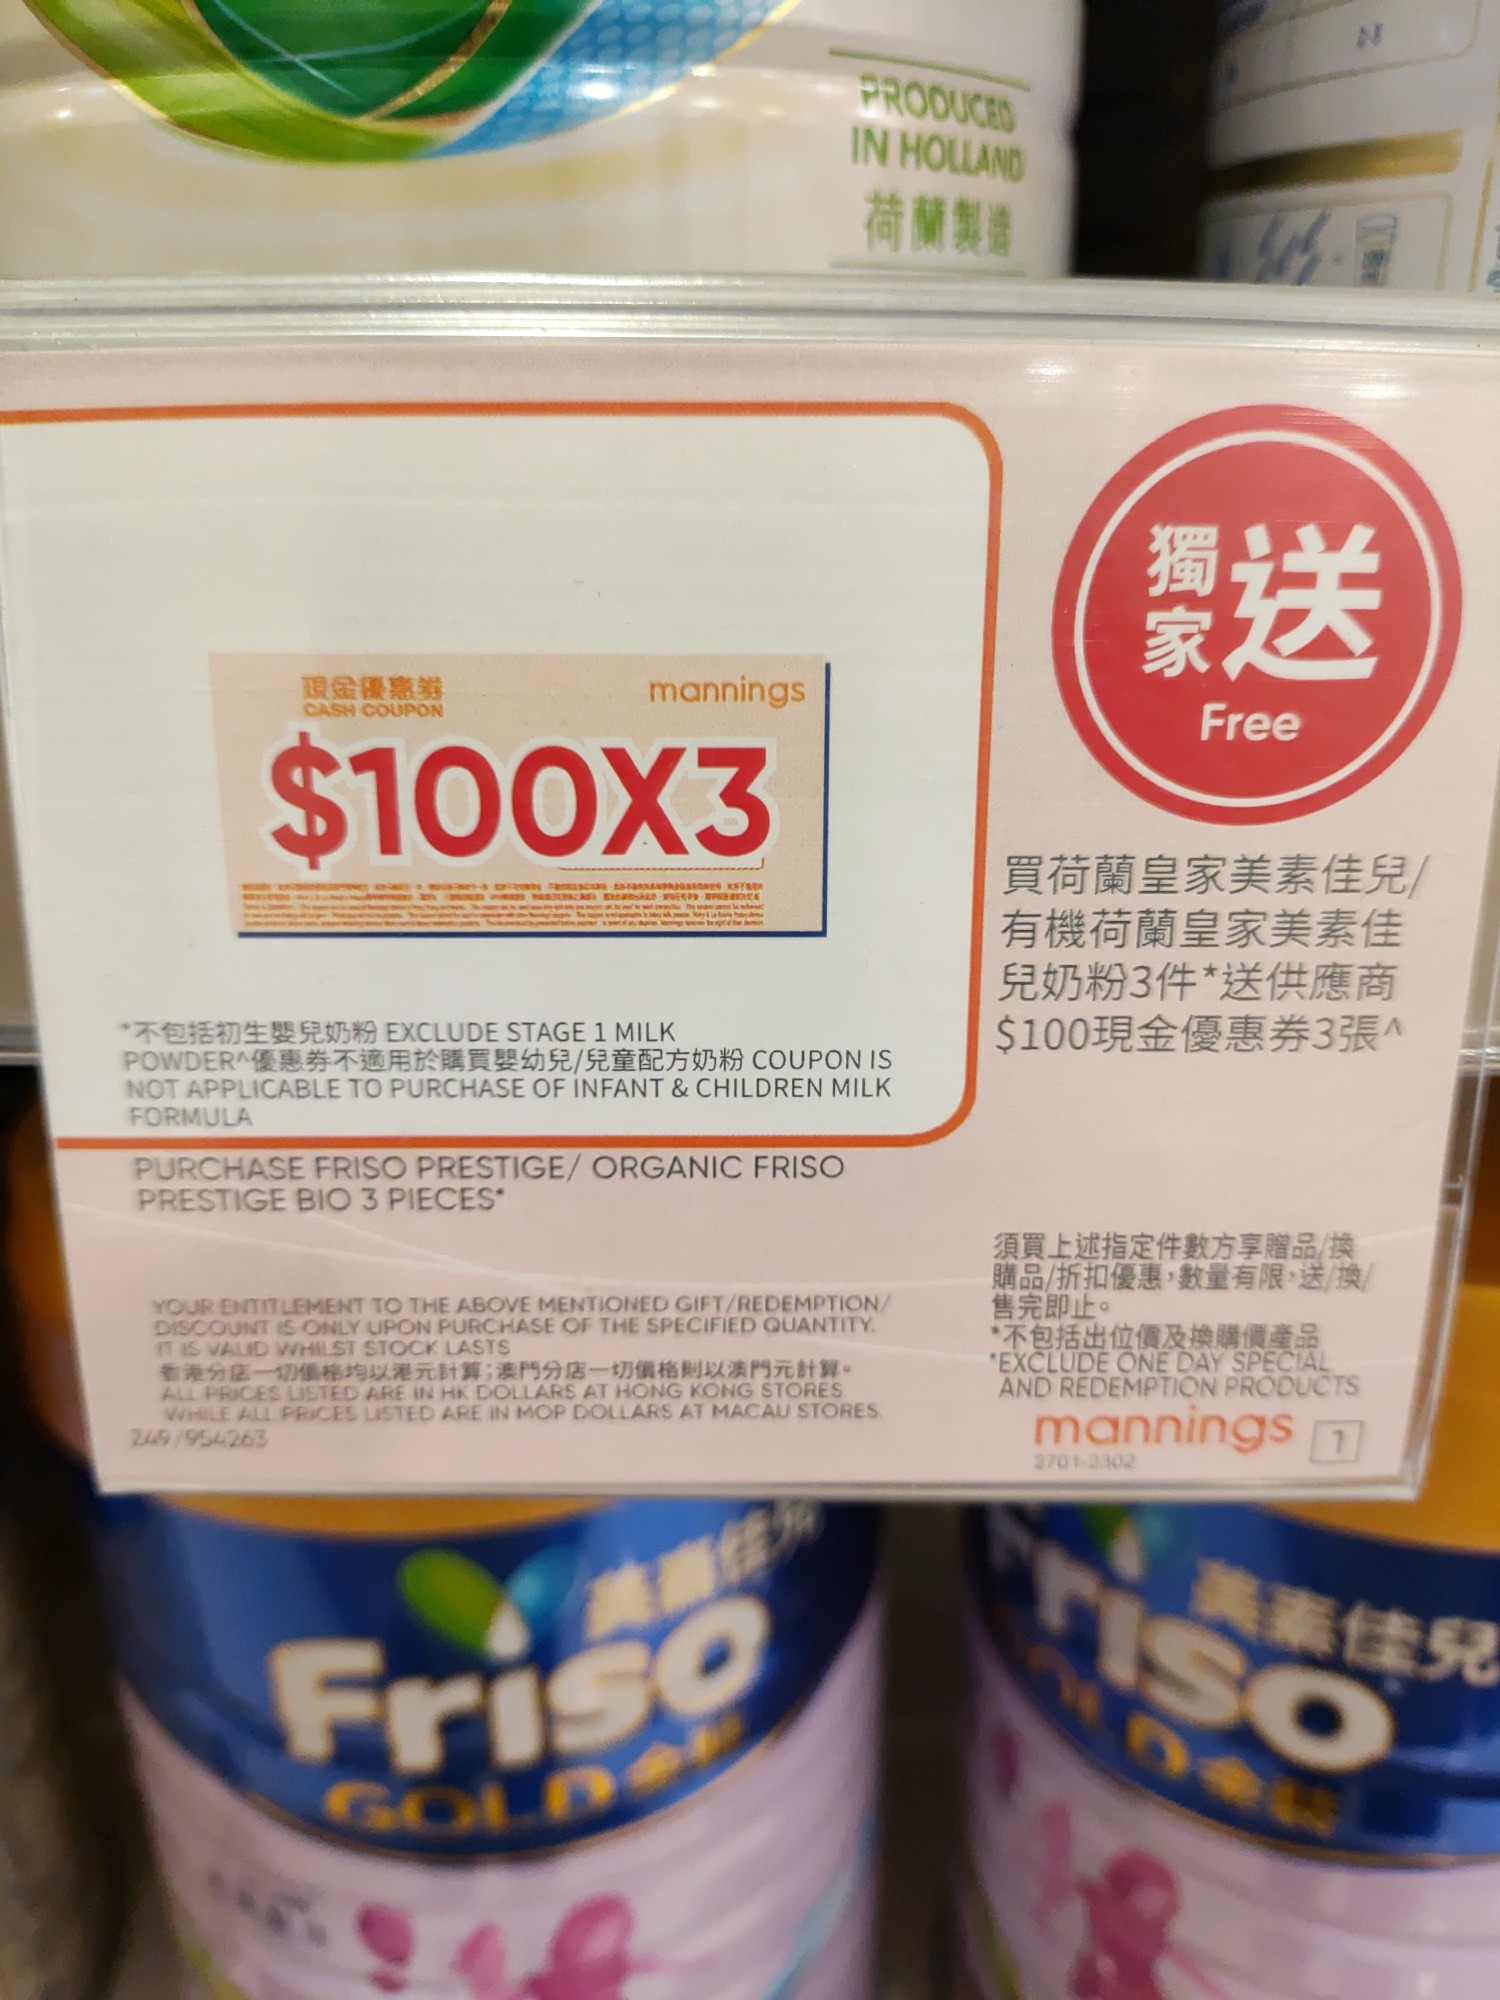 PRODUCED
IN HOLLAND
荷蘭製造
獨家送
Free
現金優惠券
CASH COUPON
mannings
$100X3
買荷蘭皇家美素佳兒/
有機荷蘭皇家美素佳
兒奶粉3件*送供應商
$100現金優惠券3張^
*不包括初生嬰兒奶粉 EXCLUDE STAGE 1 MILK
POWDER^優惠券不適用於購買嬰幼兒/兒童配方奶粉 COUPON IS
NOT APPLICABLE TO PURCHASE OF INFANT & CHILDREN MILK
FORMULA
PURCHASE FRISO PRESTIGE/ ORGANIC FRISO
PRESTIGE BIO 3 PIECES*
YOUR ENTITLEMENT TO THE ABOVE MENTIONED GIFT/REDEMPTION/
DISCOUNT IS ONLY UPON PURCHASE OF THE SPECIFIED QUANTITY.
IT IS VALID WHILST STOCK LASTS
香港分店一切價格均以港元計算;澳門分店一切價格則以澳門元計算。
ALL PRICES LISTED ARE IN HK DOLLARS AT HONG KONG STORES
WHILE ALL PRICES LISTED ARE IN MOP DOLLARS AT MACAU STORES.
249/954263
須買上述指定件數方享贈品/換
購品/折扣優惠,數量有限,送/換/
售完即止。
*不包括出位價及換購價產品
*EXCLUDE ONE DAY SPECIAL
AND REDEMPTION PRODUCTS
mannings 1
2701-2302
美素佳兒
Friso
GOLD 金裝
美素佳兒
Friso
GOLD 金裝